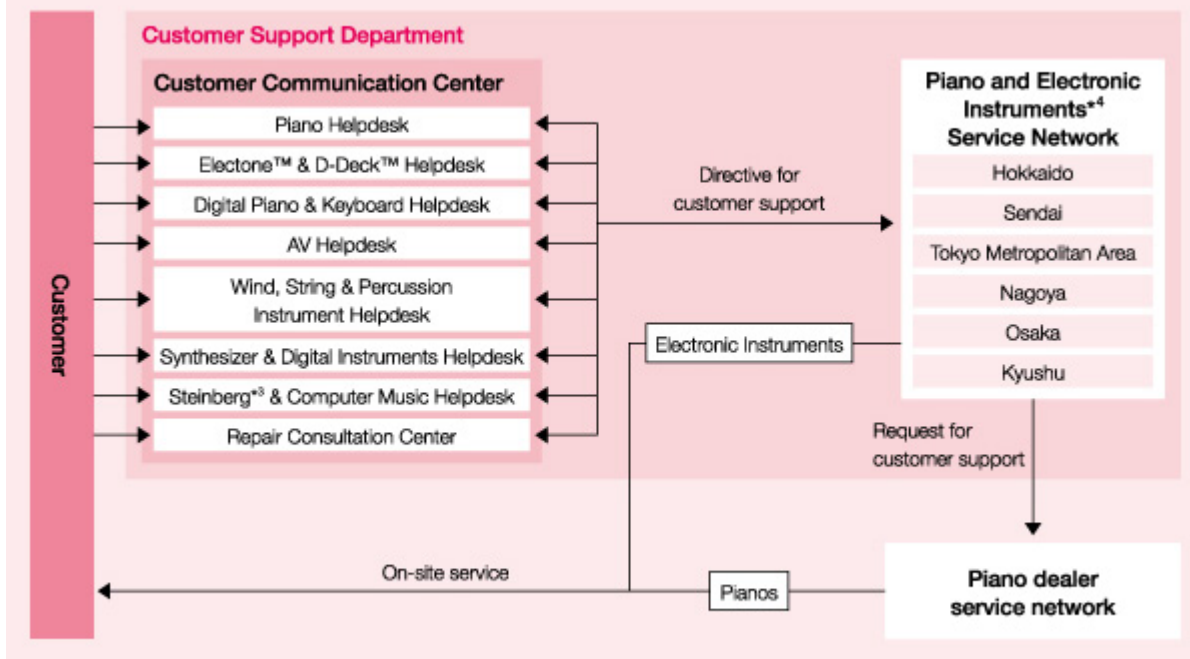 Customer
Customer Support Department
Customer Communication Center
Piano Helpdesk
Electone™ & D-Deck™ Helpdesk
Digital Piano & Keyboard Helpdesk
AV Helpdesk
Wind, String & Percussion
Instrument Helpdesk
Synthesizer & Digital Instruments Helpdesk
Steinberg*3 & Computer Music Helpdesk
Repair Consultation Center
Directive for
customer support
Piano and Electronic
Instruments*4
Service Network
Hokkaido
Sendai
Tokyo Metropolitan Area
Nagoya
Osaka
Kyushu
Electronic Instruments
Request for
customer support
On-site service
Pianos
Piano dealer
service network